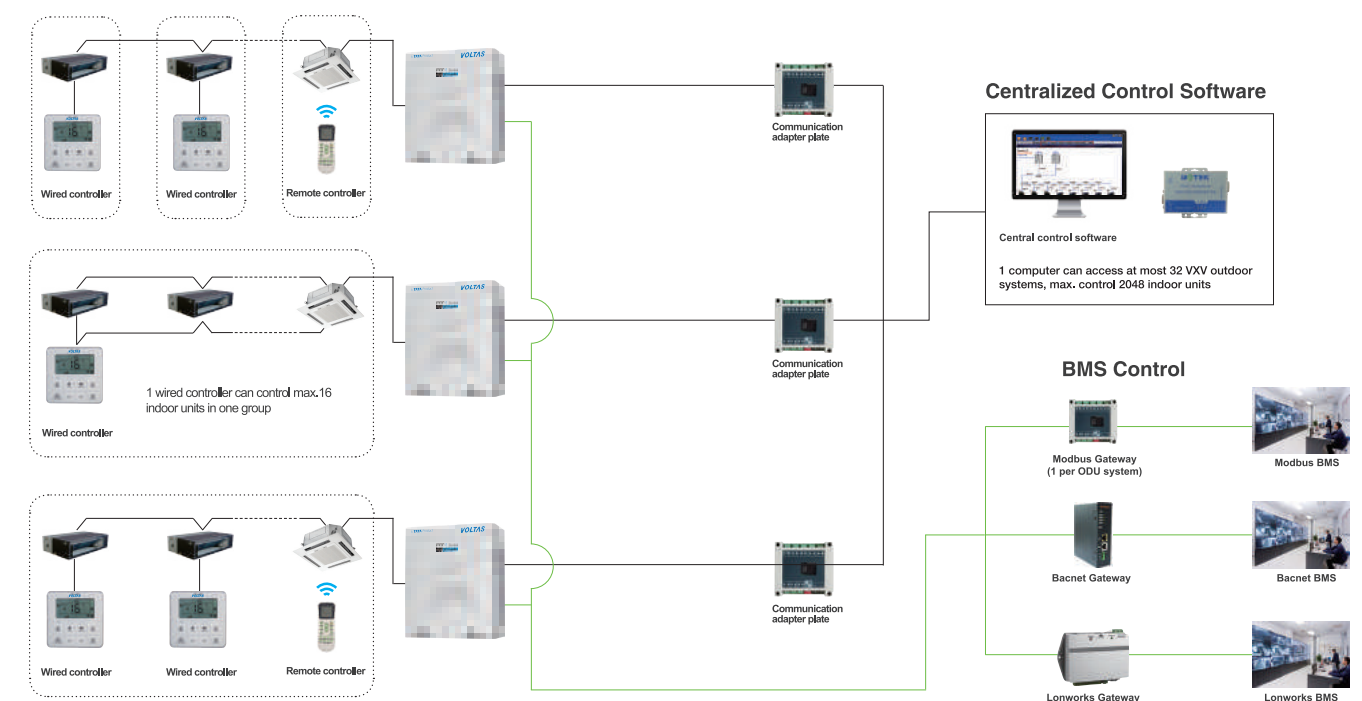 VOLTAS
Wired controller
Wired controller
Remote controller
Communication
adapter plate
Centralized Control Software
Central control software
1 computer can access at most 32 VXV outdoor
systems, max. control 2048 indoor units
VOLTAS
1 wired controller can control max.16
indoor units in one group
Wired controller
Communication
adapter plate
BMS Control
Modbus Gateway
(1 per ODU system)
Modbus BMS
VOLTAS
Bacnet Gateway
Bacnet BMS
Communication
adapter plate
Wired controller
Wired controller
Remote controller
Lonworks Gateway
Lonworks BMS